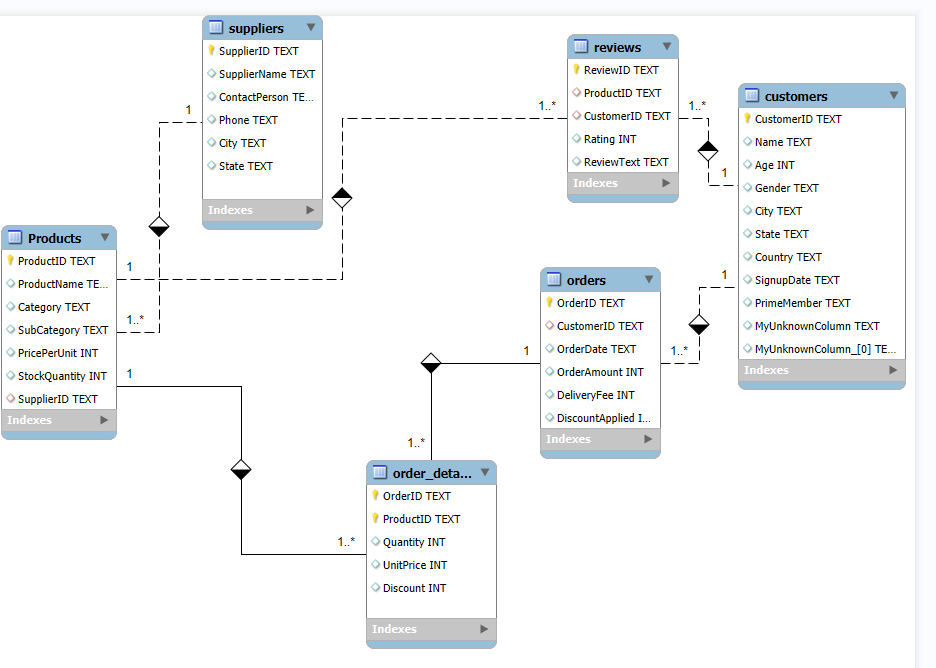 suppliers
SupplierID TEXT
SupplierName TEXT
ContactPerson TE...
Phone TEXT
City TEXT
State TEXT
Indexes
reviews
ReviewID TEXT
ProductID TEXT
CustomerID TEXT
Rating INT
ReviewText TEXT
Indexes
customers
CustomerID TEXT
Name TEXT
Age INT
Gender TEXT
City TEXT
State TEXT
Country TEXT
SignupDate TEXT
PrimeMember TEXT
MyUnknownColumn TEXT
MyUnknownColumn_[0] TE...
Indexes
Products
ProductID TEXT
ProductName TE...
Category TEXT
SubCategory TEXT
PricePerUnit INT
StockQuantity INT
SupplierID TEXT
Indexes
orders
OrderID TEXT
CustomerID TEXT
OrderDate TEXT
OrderAmount INT
DeliveryFee INT
DiscountApplied I...
Indexes
order_deta...
OrderID TEXT
ProductID TEXT
Quantity INT
UnitPrice INT
Discount INT
Indexes
1
1..*
1
1..*
1..*
1
1
1..*
1
1..*
1
1..*